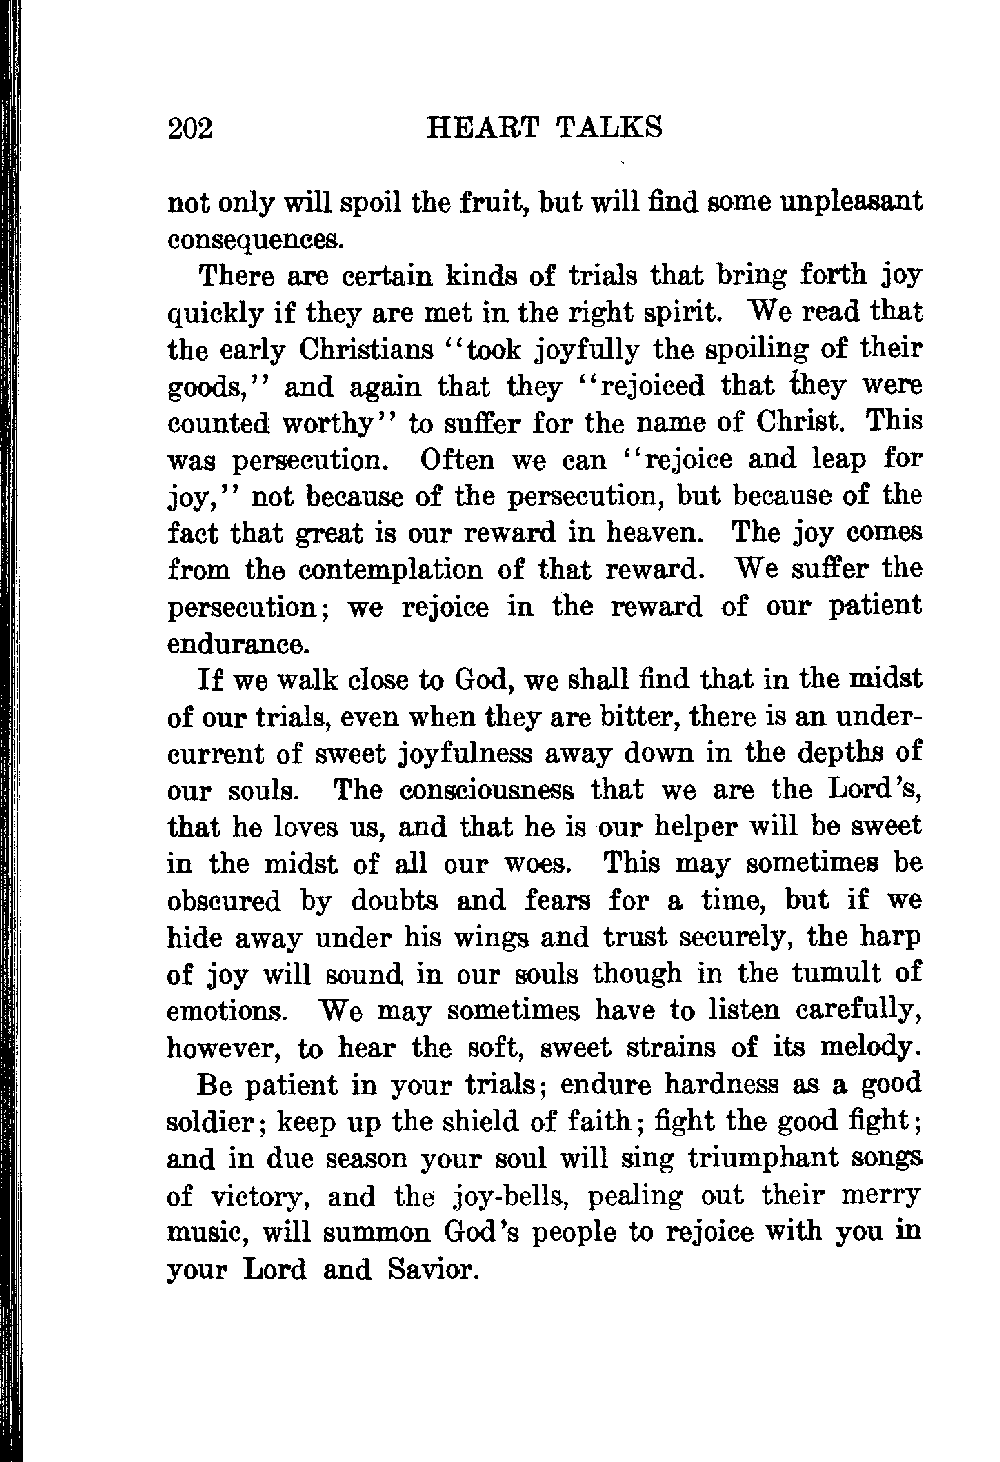 202 HEART TALKS
not only will spoil the fruit, but will find some unpleasant
consequences.
There are certain kinds of trials that bring forth joy
quickly if they are met in the right spirit. We read that
the early Christians "took joyfully the spoiling of their
goods," and again that they "rejoiced that they were
counted worthy" to suffer for the name of Christ. This
was persecution. Often we can "rejoice and leap for
joy," not because of the persecution, but because of the
fact that great is our reward in heaven. The joy comes
from the contemplation of that reward. We suffer the
persecution; we rejoice in the reward of our patient
endurance.
If we walk close to God, we shall find that in the midst
of our trials, even when they are bitter, there is an under-
current of sweet joyfulness away down in the depths of
our souls. The consciousness that we are the Lord's,
that he loves us, and that he is our helper will be sweet
in the midst of all our woes. This may sometimes be
obscured by doubts and fears for a time, but if we
hide away under his wings and trust securely, the harp
of joy will sound in our souls though in the tumult of
emotions. We may sometimes have to listen carefully,
however, to hear the soft, sweet strains of its melody.
Be patient in your trials; endure hardness as a good
soldier; keep up the shield of faith; fight the good fight;
and in due season your soul will sing triumphant songs
of victory, and the joy-bells, pealing out their merry
music, will summon God's people to rejoice with you in
your Lord and Savior.